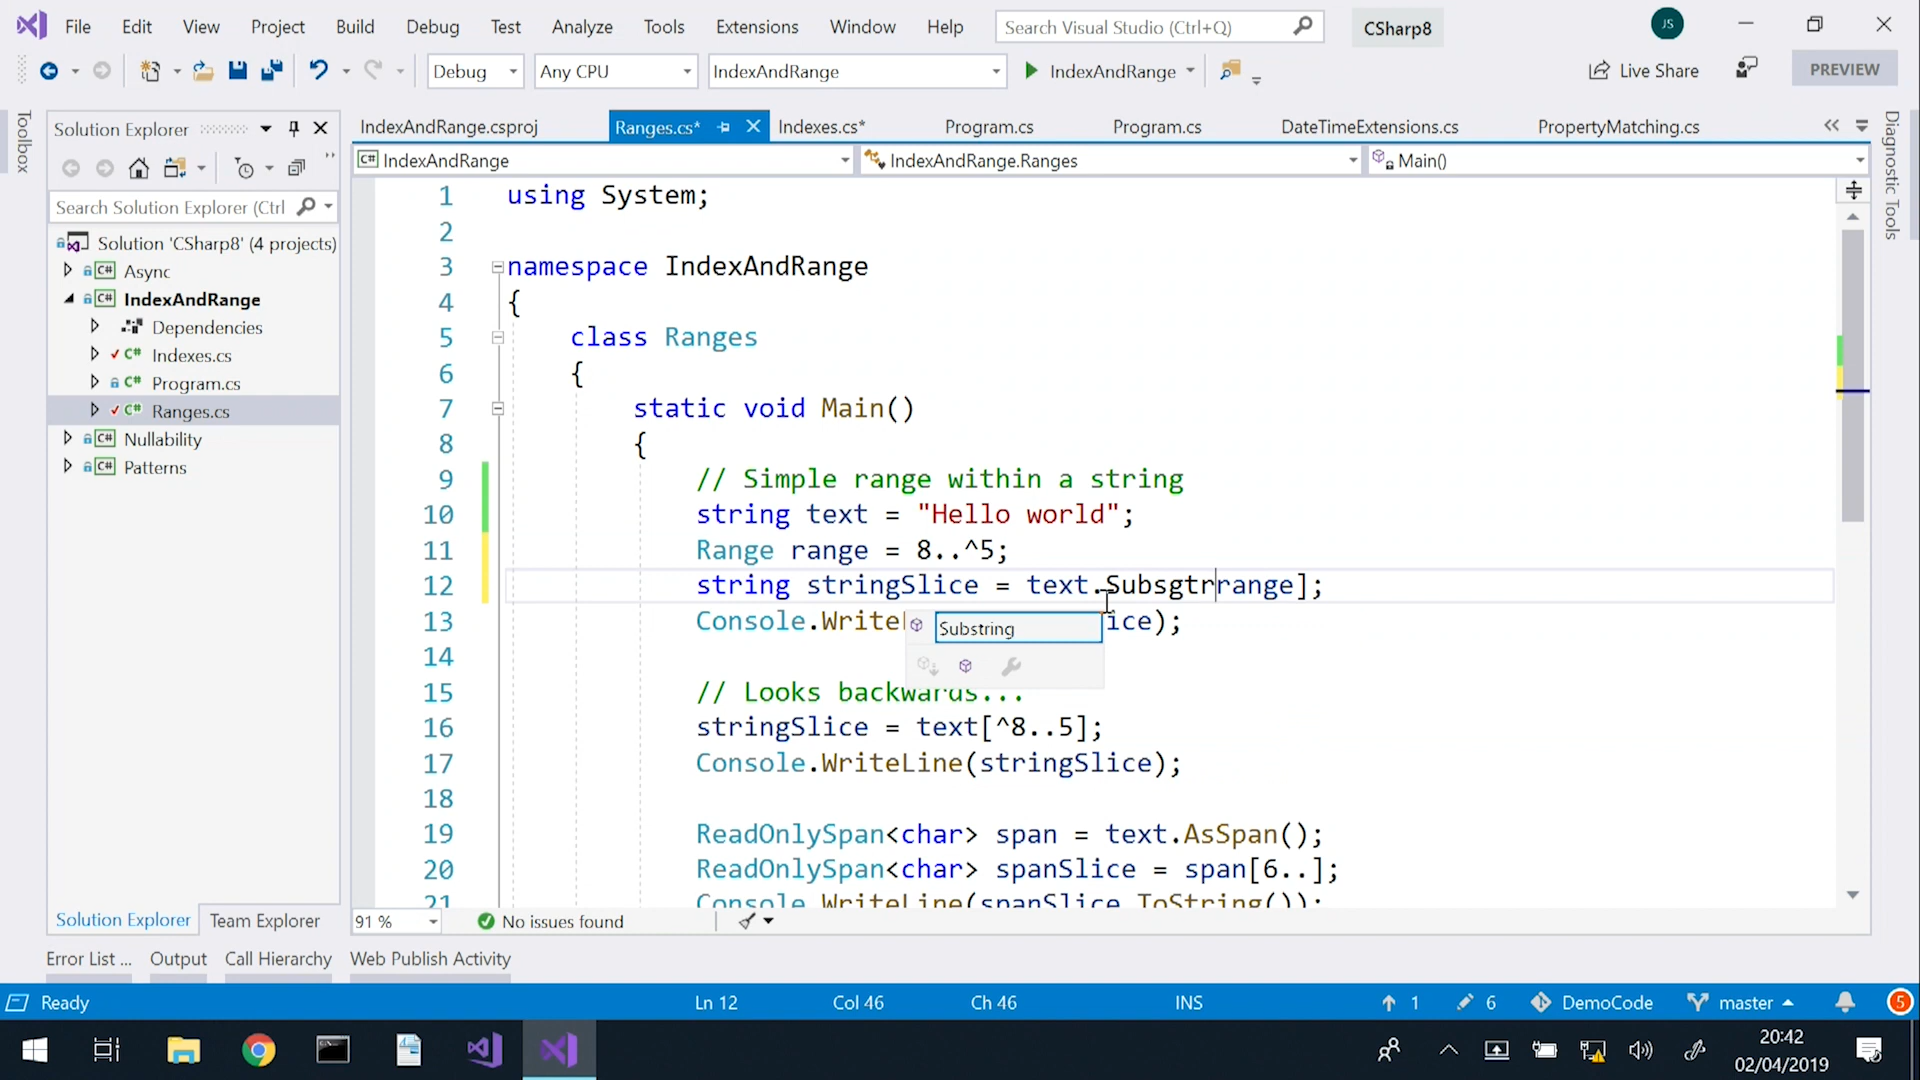 File Edit View Project Build Debug Test Analyze Tools Extensions Window Help Search Visual Studio (Ctrl+Q) CSharp8 JS
Debug Any CPU IndexAndRange IndexAndRange Live Share PREVIEW
Toolbox
Solution Explorer
Search Solution Explorer (Ctrl
Solution 'CSharp8' (4 projects)
Async
IndexAndRange
Dependencies
Indexes.cs
Program.cs
Ranges.cs
Nullability
Patterns
Solution Explorer Team Explorer
IndexAndRange.csproj Ranges.cs* Indexes.cs* Program.cs Program.cs DateTimeExtensions.cs PropertyMatching.cs
IndexAndRange IndexAndRange.Ranges Main()
1 using System;
2
3 namespace IndexAndRange
4 {
5 class Ranges
6 {
7 static void Main()
8 {
9 // Simple range within a string
10 string text = "Hello world";
11 Range range = 8..^5;
12 string stringSlice = text.Subsgtrrange];
13 Console.WriteL ice);
Substring
14
15 // Looks backwards...
16 stringSlice = text[^8..5];
17 Console.WriteLine(stringSlice);
18
19 ReadOnlySpan<char> span = text.AsSpan();
20 ReadOnlySpan<char> spanSlice = span[6..];
21 Console.WriteLine(spanSlice.ToString());
Diagnostic Tools
91 % No issues found
Error List ... Output Call Hierarchy Web Publish Activity
Ready Ln 12 Col 46 Ch 46 INS 1 6 DemoCode master 5
20:42
02/04/2019